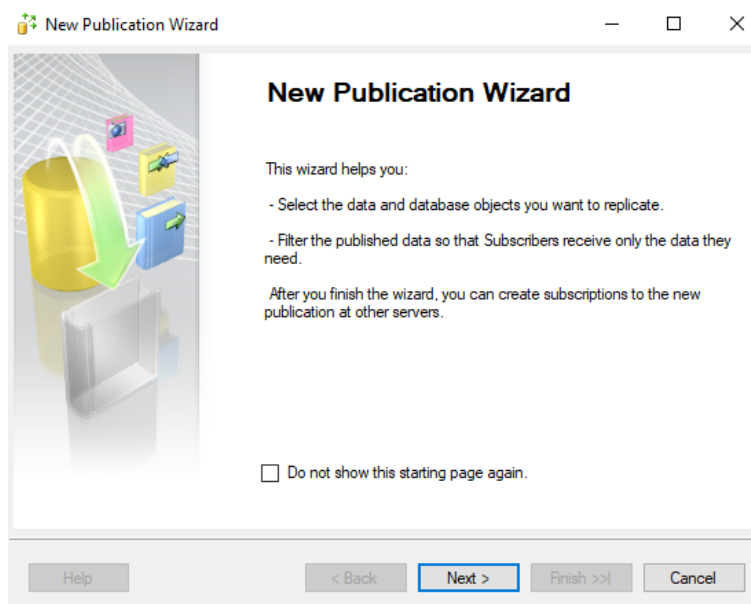 New Publication Wizard
New Publication Wizard
This wizard helps you:
- Select the data and database objects you want to replicate.
- Filter the published data so that Subscribers receive only the data they
need.
After you finish the wizard, you can create subscriptions to the new
publication at other servers.
Do not show this starting page again.
Help
< Back
Next >
Finish >>|
Cancel